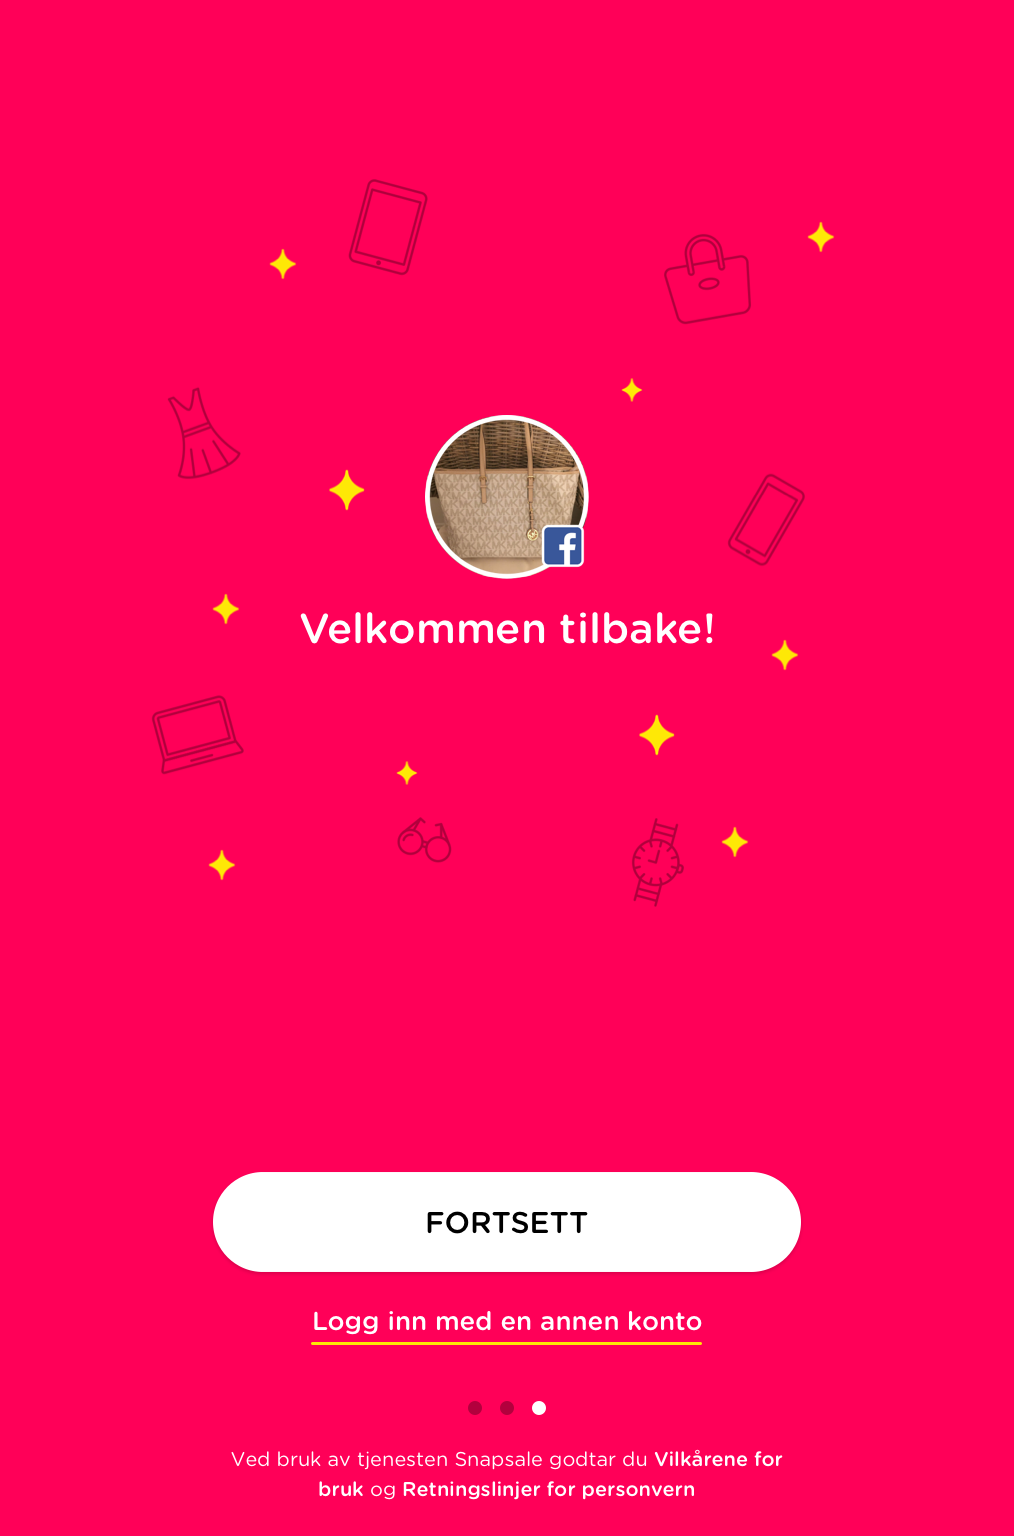 Velkommen tilbake!
FORTSETT
Logg inn med en annen konto
Ved bruk av tjenesten Snapsale godtar du Vilkårene for
bruk og Retningslinjer for personvern